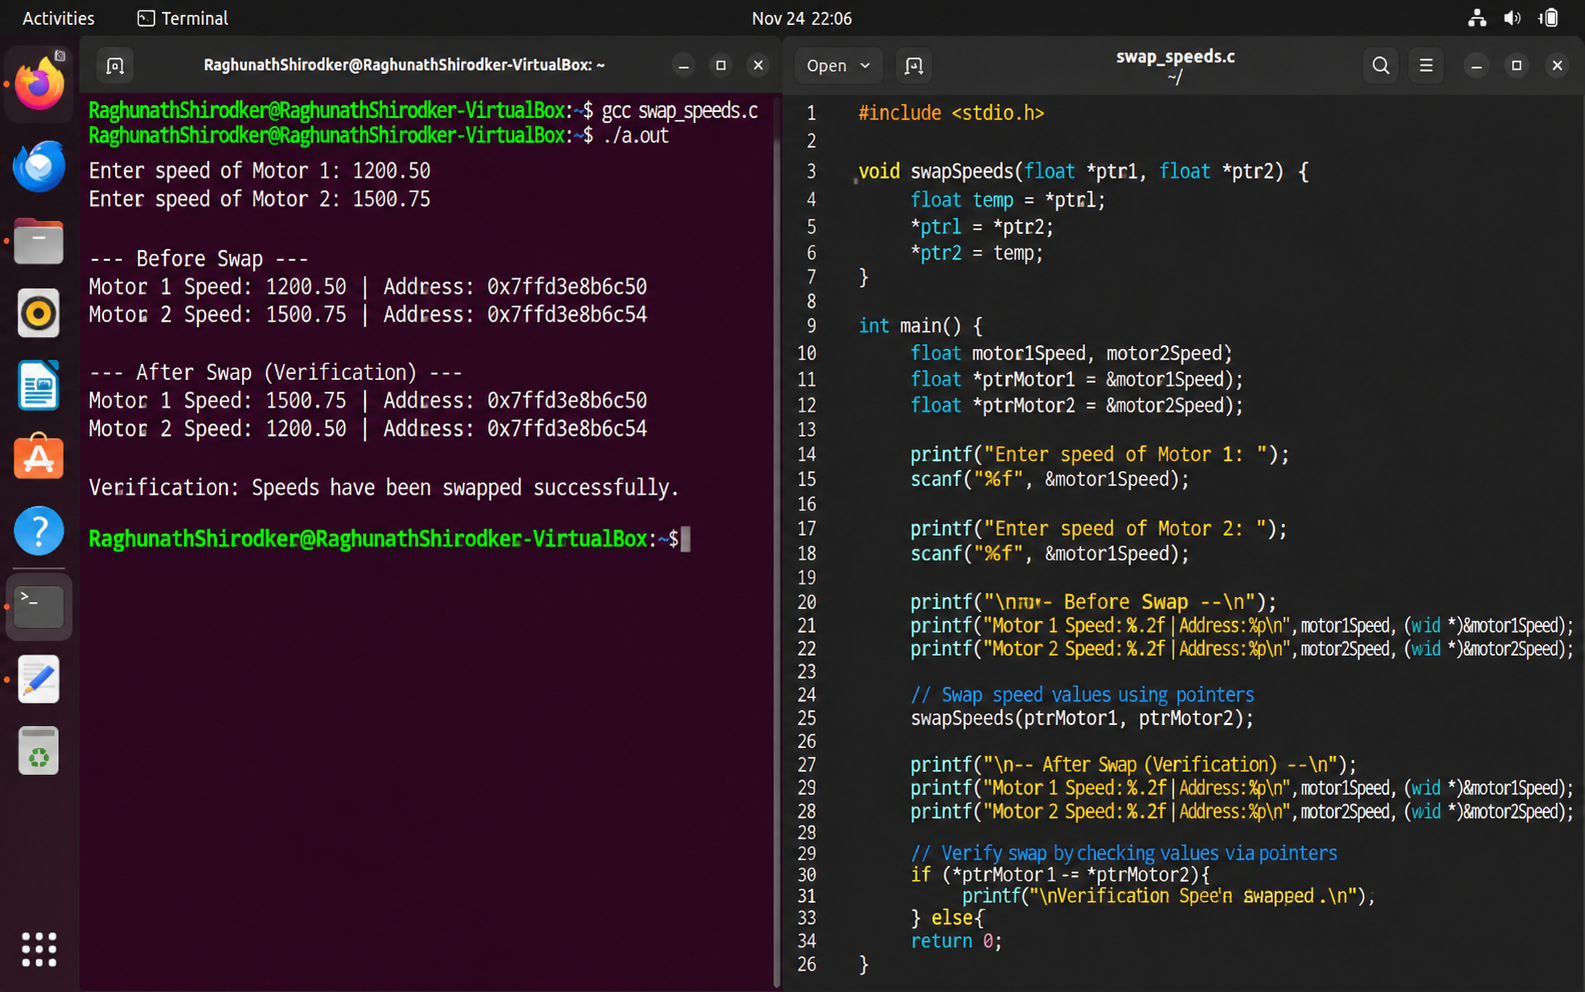 Activities Terminal Nov 24 22:06
RaghunathShirodker@RaghunathShirodker-VirtualBox: ~
RaghunathShirodker@RaghunathShirodker-VirtualBox:~$ gcc swap_speeds.c
RaghunathShirodker@RaghunathShirodker-VirtualBox:~$ ./a.out
Enter speed of Motor 1: 1200.50
Enter speed of Motor 2: 1500.75
--- Before Swap ---
Motor 1 Speed: 1200.50 | Address: 0x7ffd3e8b6c50
Motor 2 Speed: 1500.75 | Address: 0x7ffd3e8b6c54
--- After Swap (Verification) ---
Motor 1 Speed: 1500.75 | Address: 0x7ffd3e8b6c50
Motor 2 Speed: 1200.50 | Address: 0x7ffd3e8b6c54
Verification: Speeds have been swapped successfully.
RaghunathShirodker@RaghunathShirodker-VirtualBox:~$
Open swap_speeds.c
~/
1 #include <stdio.h>
2
3 void swapSpeeds(float *ptr1, float *ptr2) {
4 float temp = *ptrl;
5 *ptrl = *ptr2;
6 *ptr2 = temp;
7 }
8
9 int main() {
10 float motor1Speed, motor2Speed;
11 float *ptrMotor1 = &motor1Speed);
12 float *ptrMotor2 = &motor2Speed);
13
14 printf("Enter speed of Motor 1: ");
15 scanf("%f", &motor1Speed);
16
17 printf("Enter speed of Motor 2: ");
18 scanf("%f", &motor1Speed);
19
20 printf("\n - Before Swap --\n");
21 printf("Motor 1 Speed:%.2f|Address:%p\n",motor1Speed, (wid *)&motor1Speed);
22 printf("Motor 2 Speed:%.2f|Address:%p\n",motor2Speed, (wid *)&motor2Speed);
23
24 // Swap speed values using pointers
25 swapSpeeds(ptrMotor1, ptrMotor2);
26
27 printf("\n-- After Swap (Verification) --\n");
29 printf("Motor 1 Speed:%.2f|Address:%p\n",motor1Speed, (wid *)&motor1Speed);
28 printf("Motor 2 Speed:%.2f|Address:%p\n",motor2Speed, (wid *)&motor2Speed);
29
29 // Verify swap by checking values via pointers
30 if (*ptrMotor1 -= *ptrMotor2){
31 printf("\nVerification swapped .\n"),
33 } else{
34 return 0;
26 }